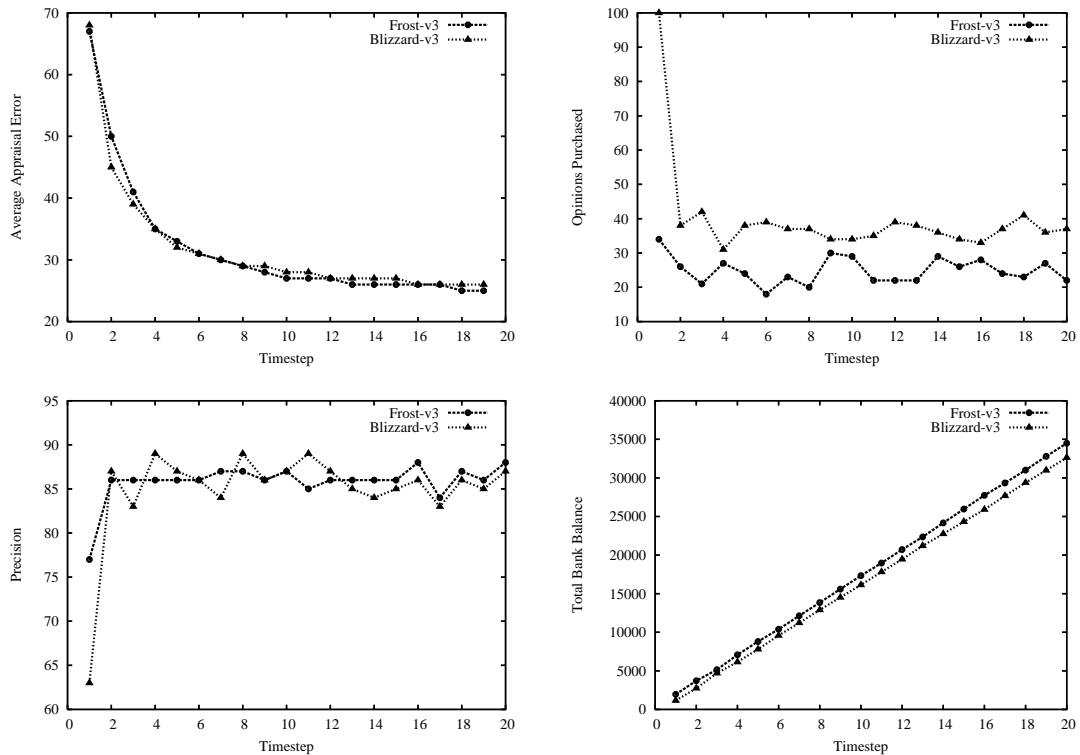 70
60
50
40
30
20
Average Appraisal Error
0 2 4 6 8 10 12 14 16 18 20
Timestep
Frost-v3
Blizzard-v3
100
90
80
70
60
50
40
30
20
10
Opinions Purchased
0 2 4 6 8 10 12 14 16 18 20
Timestep
Frost-v3
Blizzard-v3
95
90
85
80
75
70
65
60
Precision
0 2 4 6 8 10 12 14 16 18 20
Timestep
Frost-v3
Blizzard-v3
40000
35000
30000
25000
20000
15000
10000
5000
0
Total Bank Balance
0 2 4 6 8 10 12 14 16 18 20
Timestep
Frost-v3
Blizzard-v3